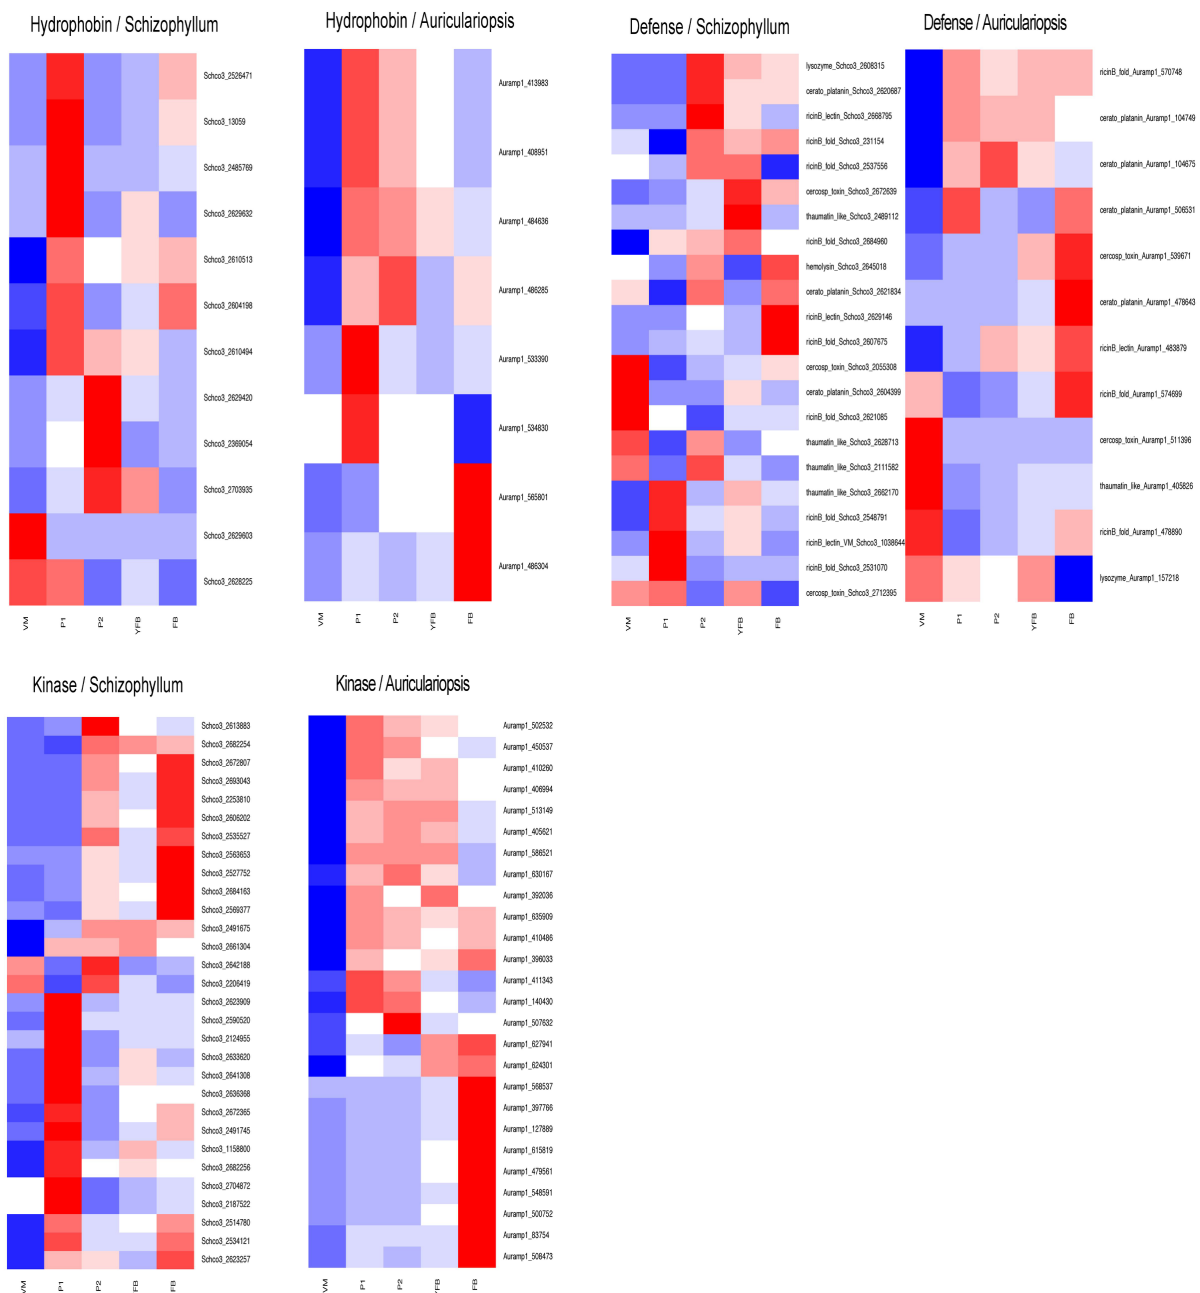 Hydrophobin / Schizophyllum
Schco3_2526471
Schco3_13059
Schco3_2485769
Schco3_2629632
Schco3_2610513
Schco3_2604198
Schco3_2610494
Schco3_2629420
Schco3_2369054
Schco3_2703935
Schco3_2629603
Schco3_2628225
VM P1 P2 YFB FB
Hydrophobin / Auriculariopsis
Auramp1_413983
Auramp1_408951
Auramp1_484636
Auramp1_486285
Auramp1_533390
Auramp1_534830
Auramp1_565801
Auramp1_486304
VM P1 P2 YFB FB
Defense / Schizophyllum
lysozyme_Schco3_2608315
cerato_platanin_Schco3_2620687
ricinB_lectin_Schco3_2668795
ricinB_fold_Schco3_231154
ricinB_fold_Schco3_2537556
cercosp_toxin_Schco3_2672639
thaumatin_like_Schco3_2489112
ricinB_fold_Schco3_2684960
hemolysin_Schco3_2645018
cerato_platanin_Schco3_2621834
ricinB_lectin_Schco3_2629146
ricinB_fold_Schco3_2607675
cercosp_toxin_Schco3_2055308
cerato_platanin_Schco3_2604399
ricinB_fold_Schco3_2621085
thaumatin_like_Schco3_2628713
thaumatin_like_Schco3_2111582
thaumatin_like_Schco3_2662170
ricinB_fold_Schco3_2548791
ricinB_lectin_VM_Schco3_1038644
ricinB_fold_Schco3_2531070
cercosp_toxin_Schco3_2712395
VM P1 P2 YFB FB
Defense / Auriculariopsis
ricinB_fold_Auramp1_570748
cerato_platanin_Auramp1_104749
cerato_platanin_Auramp1_104675
cerato_platanin_Auramp1_506531
cercosp_toxin_Auramp1_539671
cerato_platanin_Auramp1_478643
ricinB_lectin_Auramp1_483879
ricinB_fold_Auramp1_574699
cercosp_toxin_Auramp1_511396
thaumatin_like_Auramp1_405826
ricinB_fold_Auramp1_478890
lysozyme_Auramp1_157218
VM P1 P2 YFB FB
Kinase / Schizophyllum
Schco3_2613883
Schco3_2682254
Schco3_2672807
Schco3_2693043
Schco3_2253810
Schco3_2606202
Schco3_2535527
Schco3_2563653
Schco3_2527752
Schco3_2684163
Schco3_2569377
Schco3_2491675
Schco3_2661304
Schco3_2642188
Schco3_2206419
Schco3_2623909
Schco3_2590520
Schco3_2124955
Schco3_2633620
Schco3_2641308
Schco3_2636368
Schco3_2672365
Schco3_2491745
Schco3_1158800
Schco3_2682256
Schco3_2704872
Schco3_2187522
Schco3_2514780
Schco3_2534121
Schco3_2623257
VM P1 P2 FB FB
Kinase / Auriculariopsis
Auramp1_502532
Auramp1_450537
Auramp1_410260
Auramp1_406994
Auramp1_513149
Auramp1_405621
Auramp1_586521
Auramp1_630167
Auramp1_392036
Auramp1_635909
Auramp1_410486
Auramp1_396033
Auramp1_411343
Auramp1_140430
Auramp1_507632
Auramp1_627941
Auramp1_624301
Auramp1_568537
Auramp1_397766
Auramp1_127889
Auramp1_615819
Auramp1_479561
Auramp1_548591
Auramp1_500752
Auramp1_83754
Auramp1_506473
VM P1 P2 YFB FB